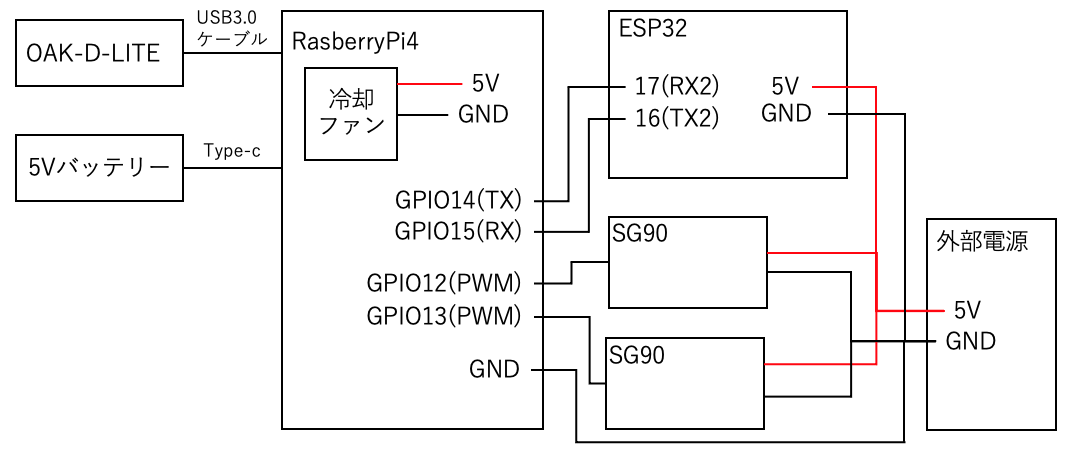 OAK-D-LITE
USB3.0
ケーブル
5Vバッテリー
Type-c
RasberryPi4
冷却
ファン
5V
GND
GPIO14(TX)
GPIO15(RX)
GPIO12(PWM)
GPIO13(PWM)
GND
ESP32
17(RX2)
16(TX2)
5V
GND
SG90
SG90
外部電源
5V
GND